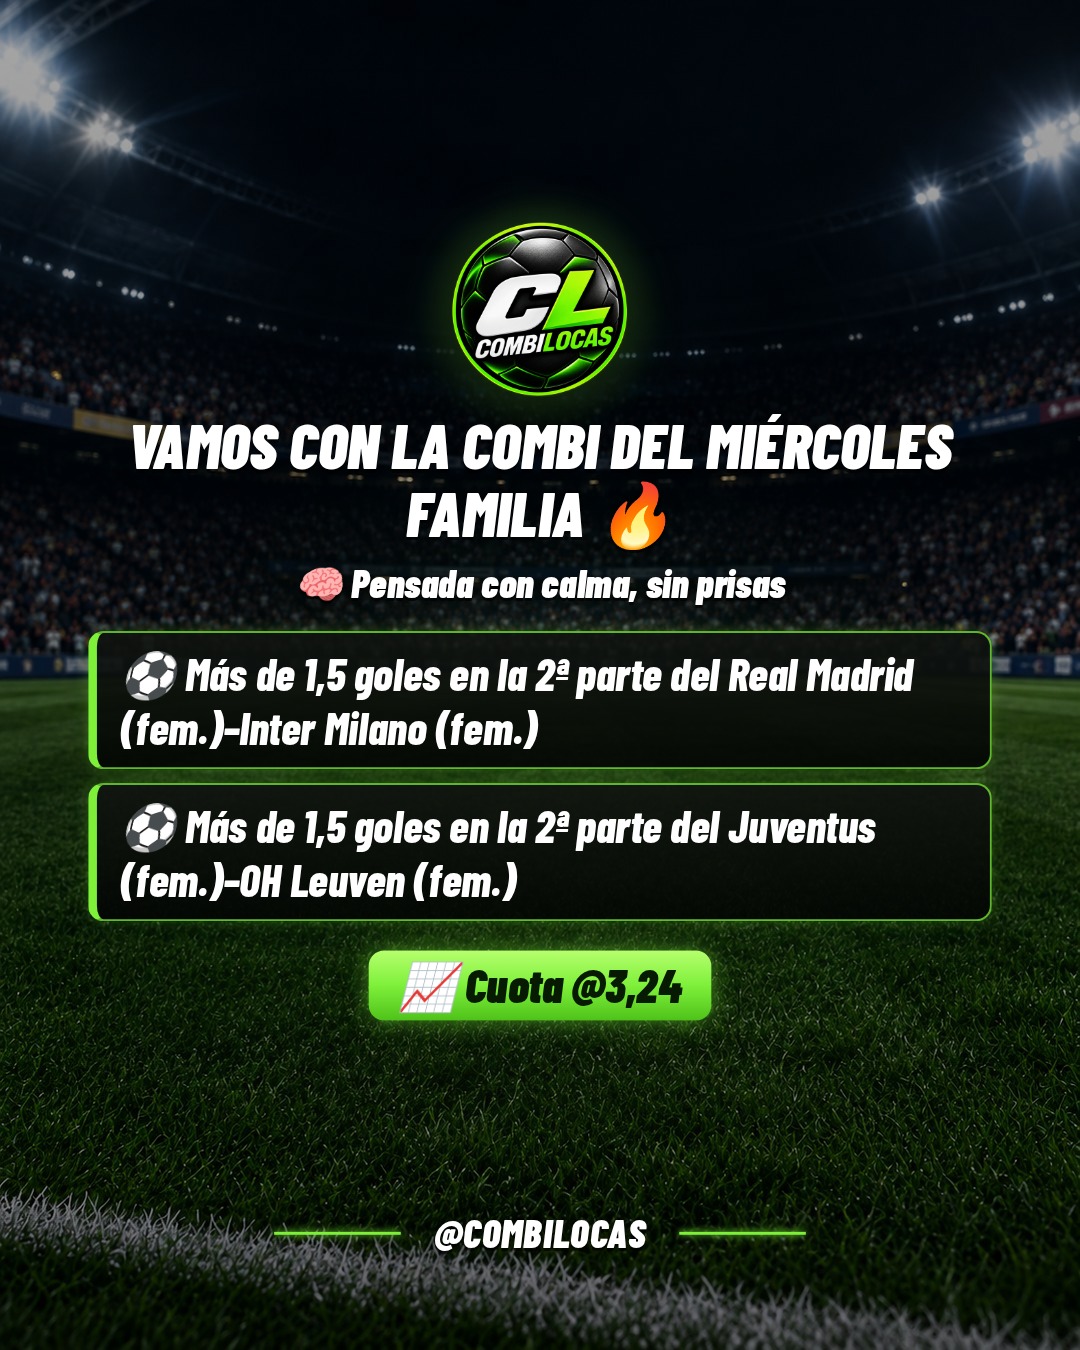 CL
COMBILOCAS
VAMOS CON LA COMBI DEL MIÉRCOLES
FAMILIA 🔥
🧠 Pensada con calma, sin prisas
⚽ Más de 1,5 goles en la 2ª parte del Real Madrid
(fem.)-Inter Milano (fem.)
⚽ Más de 1,5 goles en la 2ª parte del Juventus
(fem.)-OH Leuven (fem.)
📈 Cuota @3,24
@COMBILOCAS